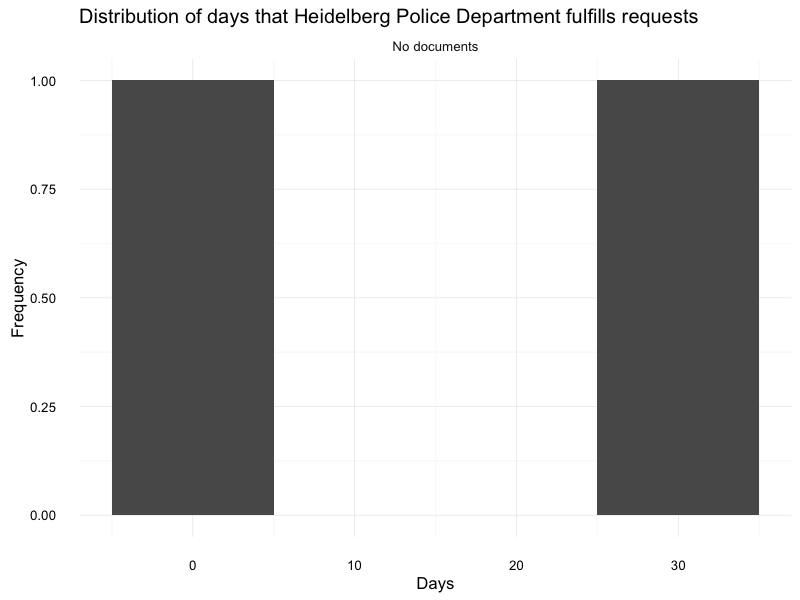 Distribution of days that Heidelberg Police Department fulfills requests
No documents
1.00
0.75
0.50
0.25
0.00
Frequency
0 10 20 30
Days